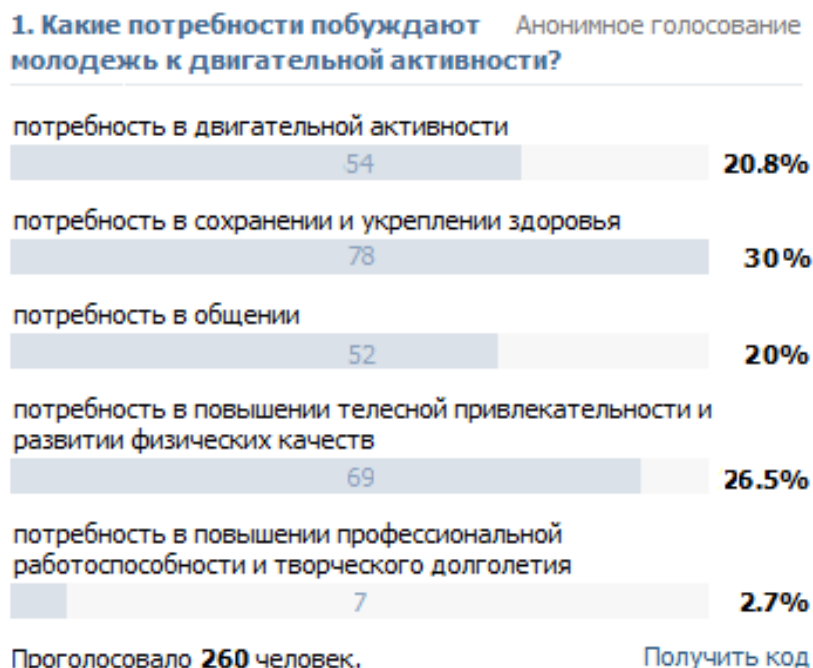 1. Какие потребности побуждают Анонимное голосование
молодежь к двигательной активности?
потребность в двигательной активности
54 20.8%
потребность в сохранении и укреплении здоровья
78 30%
потребность в общении
52 20%
потребность в повышении телесной привлекательности и
развитии физических качеств
69 26.5%
потребность в повышении профессиональной
работоспособности и творческого долголетия
7 2.7%
Проголосовало 260 человек. Получить код